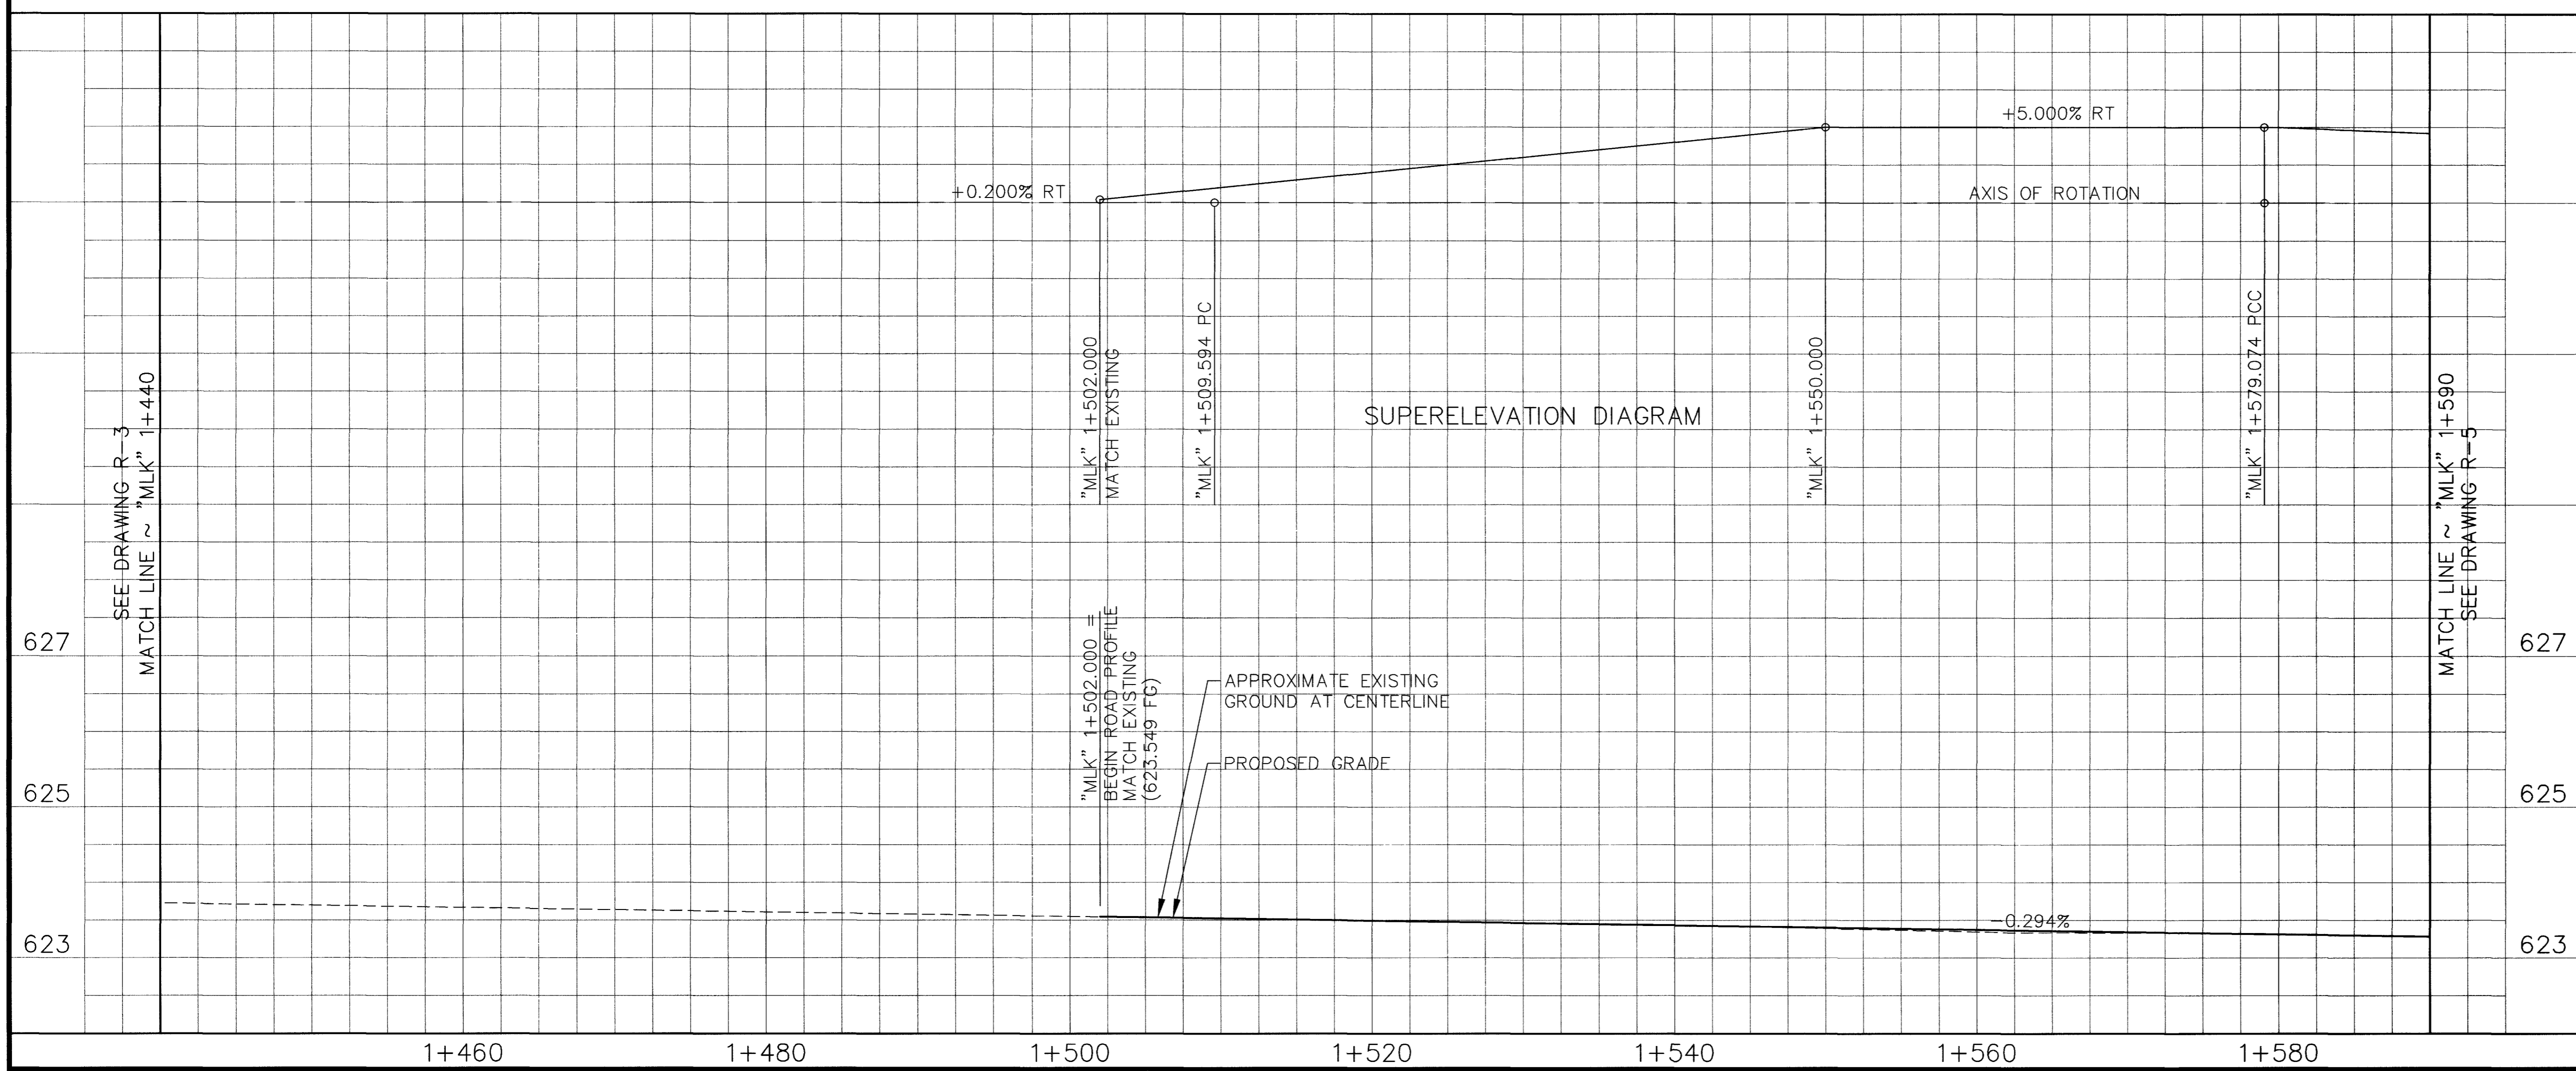 +5.000% RT
+0.200% RT
AXIS OF ROTATION
"MLK" 1+502.000
MATCH EXISTING
"MLK" 1+509.594 PC
"MLK" 1+550.000
"MLK" 1+579.074 PCC
SUPERELEVATION DIAGRAM
SEE DRAWING R-3
MATCH LINE ~ "MLK" 1+440
MATCH LINE ~ "MLK" 1+590
SEE DRAWING R-5
"MLK" 1+502.000 =
BEGIN ROAD PROFILE
MATCH EXISTING
(623.549 FG)
APPROXIMATE EXISTING
GROUND AT CENTERLINE
PROPOSED GRADE
-0.294%
627
627
625
625
623
623
1+460
1+480
1+500
1+520
1+540
1+560
1+580